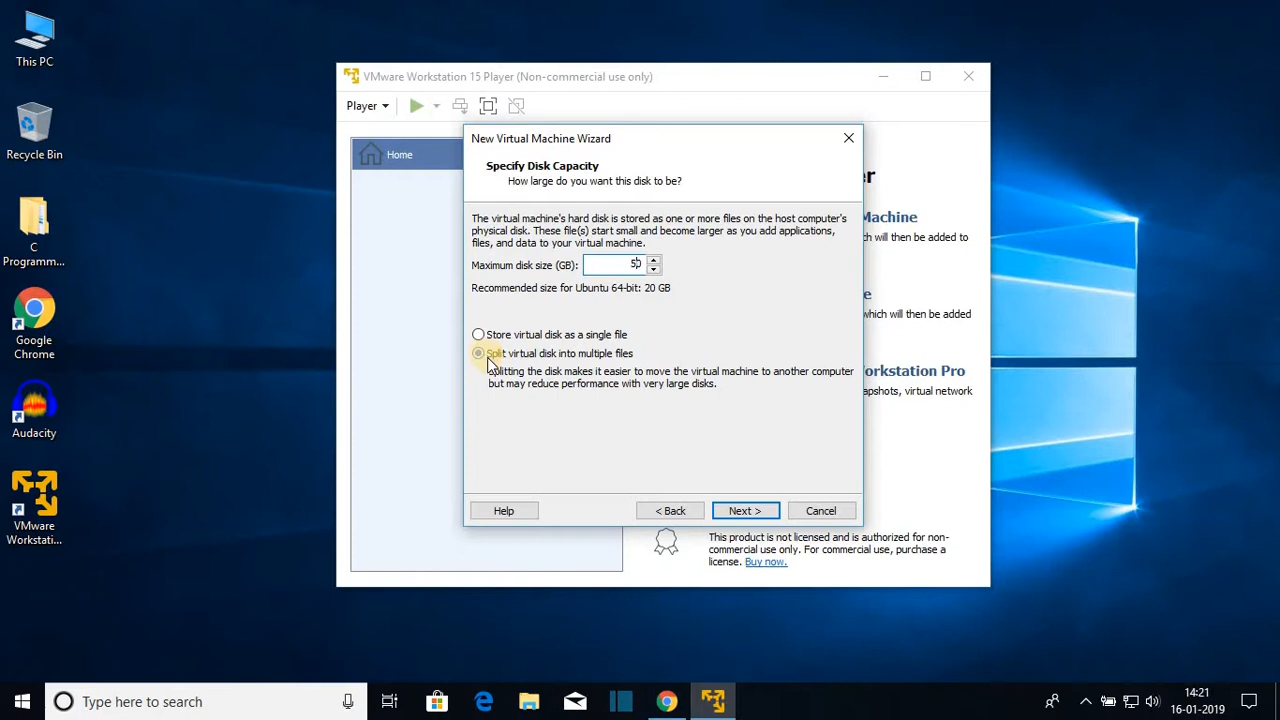 This PC
Recycle Bin
C
Programm...
Google
Chrome
Audacity
VMware
Workstati...
VMware Workstation 15 Player (Non-commercial use only)
Player
Home
er
Machine
ch will then be added to
e
which will then be added
orkstation Pro
apshots, virtual network
This product is not licensed and is authorized for non-
commercial use only. For commercial use, purchase a
license. Buy now.
New Virtual Machine Wizard
Specify Disk Capacity
How large do you want this disk to be?
The virtual machine's hard disk is stored as one or more files on the host computer's
physical disk. These file(s) start small and become larger as you add applications,
files, and data to your virtual machine.
Maximum disk size (GB): 50
Recommended size for Ubuntu 64-bit: 20 GB
Store virtual disk as a single file
Split virtual disk into multiple files
Splitting the disk makes it easier to move the virtual machine to another computer
but may reduce performance with very large disks.
Help
< Back
Next >
Cancel
Type here to search
14:21
16-01-2019